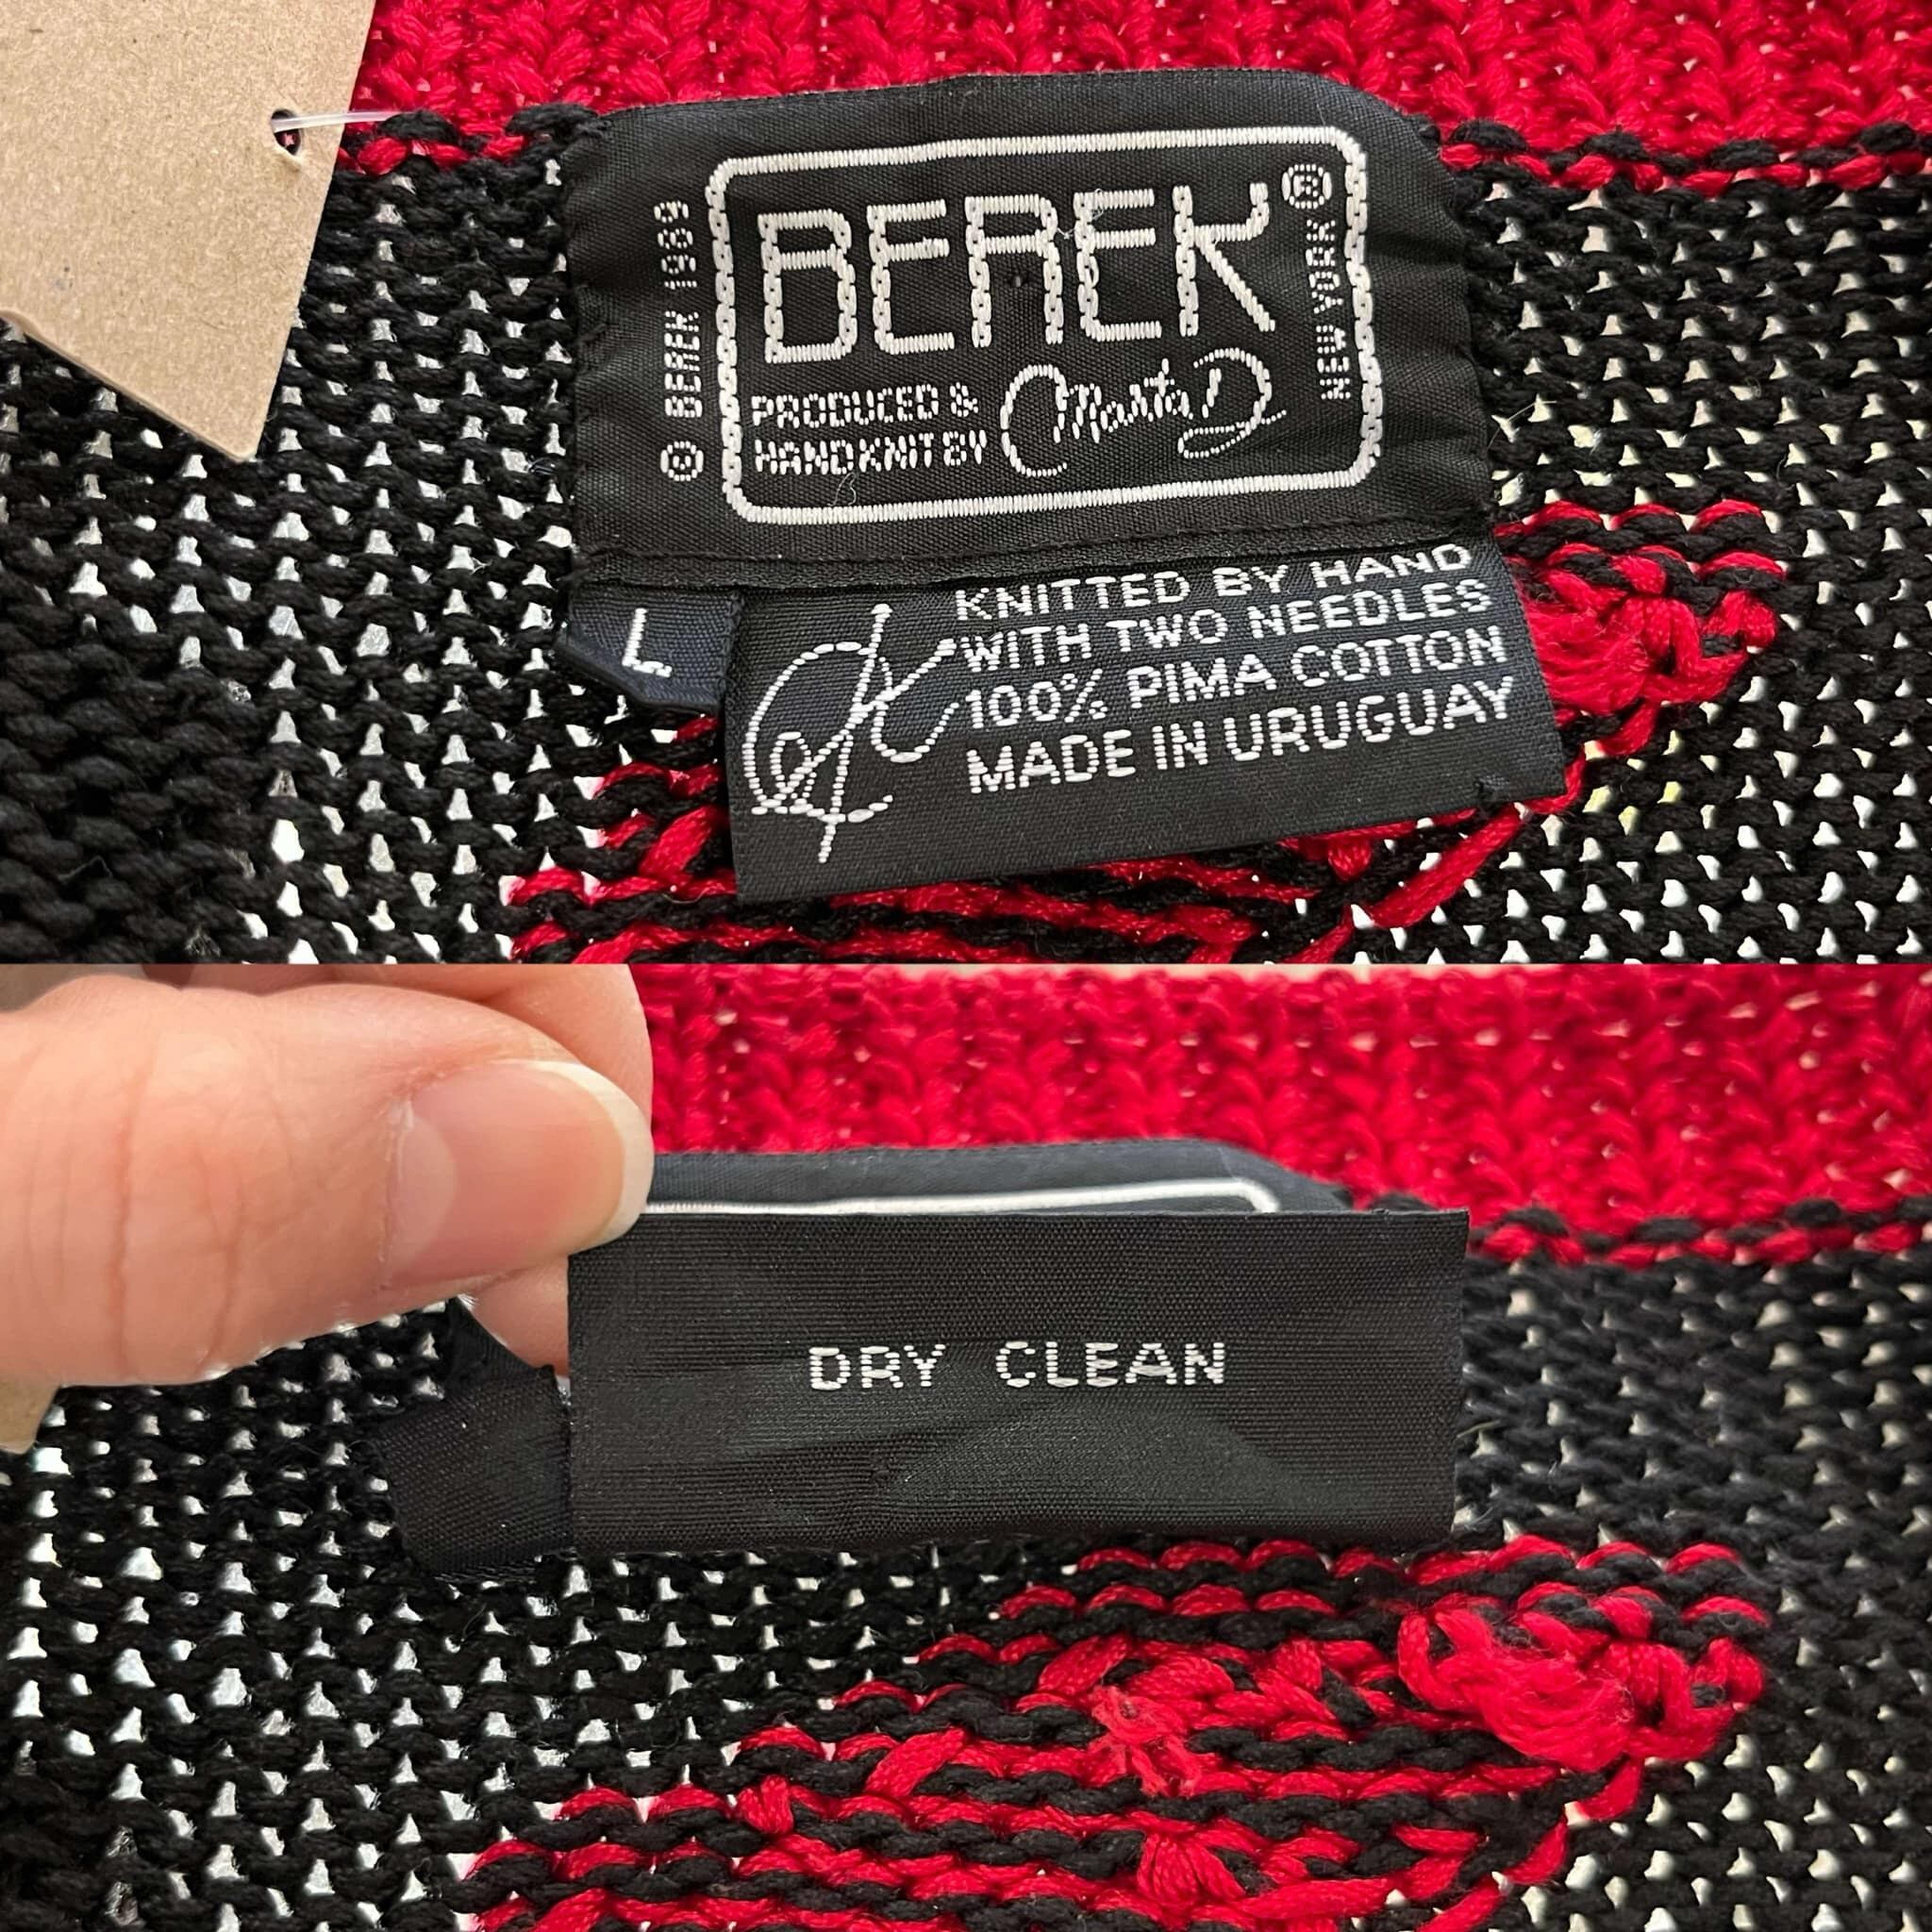 © BEREK 1989
BEREK ®
NEW YORK
PRODUCED &
HANDKNIT BY Marta D
L
KNITTED BY HAND
WITH TWO NEEDLES
100% PIMA COTTON
MADE IN URUGUAY
DRY CLEAN